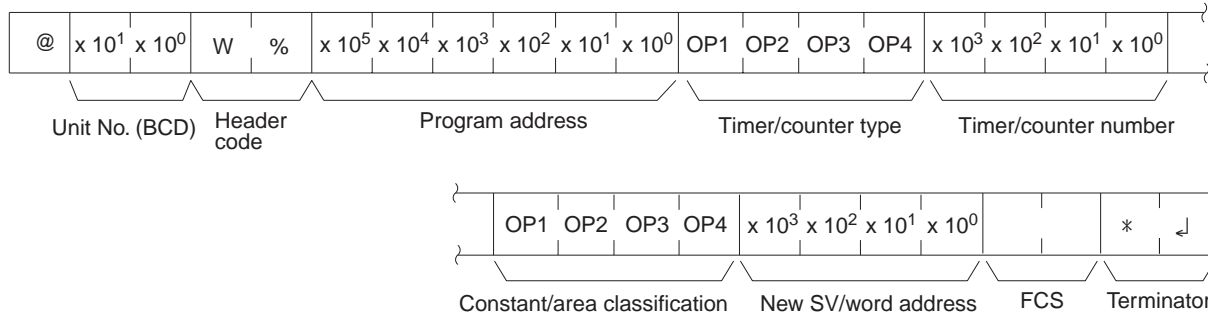 @ x 10¹ x 10⁰ W % x 10⁵ x 10⁴ x 10³ x 10² x 10¹ x 10⁰ OP1 OP2 OP3 OP4 x 10³ x 10² x 10¹ x 10⁰
Unit No. (BCD) Header code Program address Timer/counter type Timer/counter number
OP1 OP2 OP3 OP4 x 10³ x 10² x 10¹ x 10⁰ * ↲
Constant/area classification New SV/word address FCS Terminator